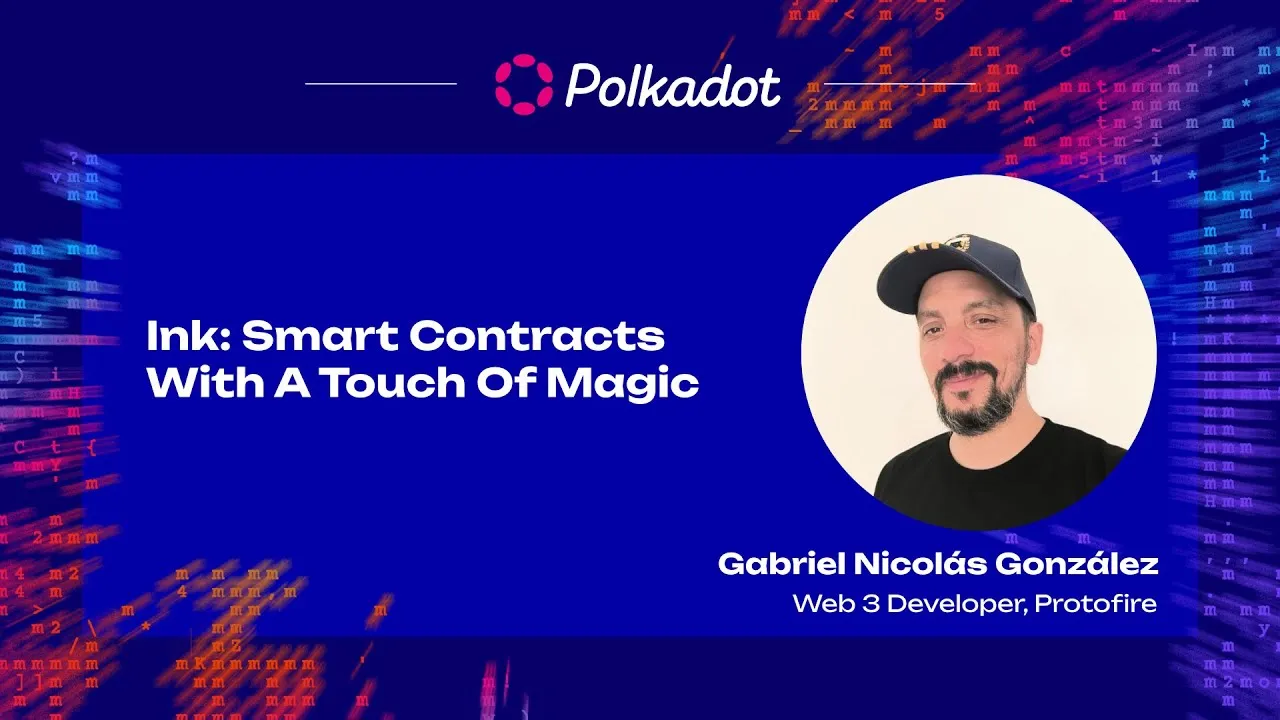 Polkadot
Ink: Smart Contracts
With A Touch Of Magic
Gabriel Nicolás González
Web 3 Developer, Protofire